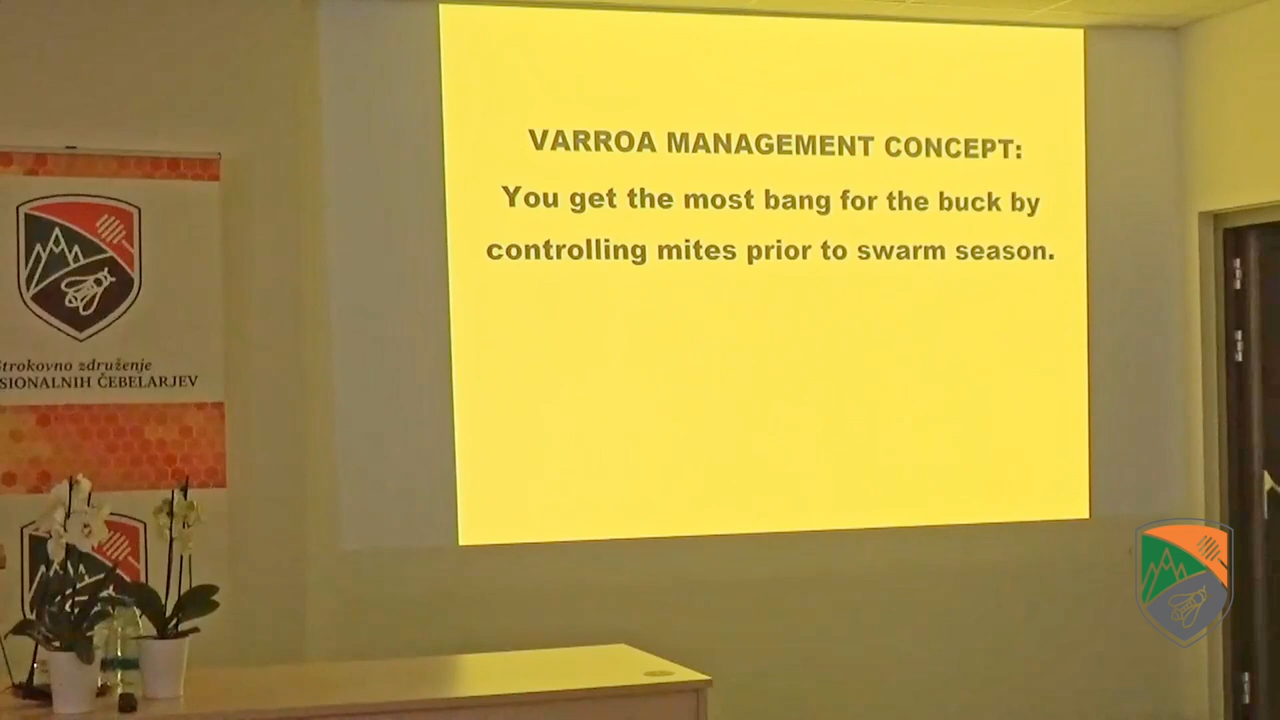 VARROA MANAGEMENT CONCEPT:
You get the most bang for the buck by
controlling mites prior to swarm season.
Strokovno združenje
ČEBELARJEV